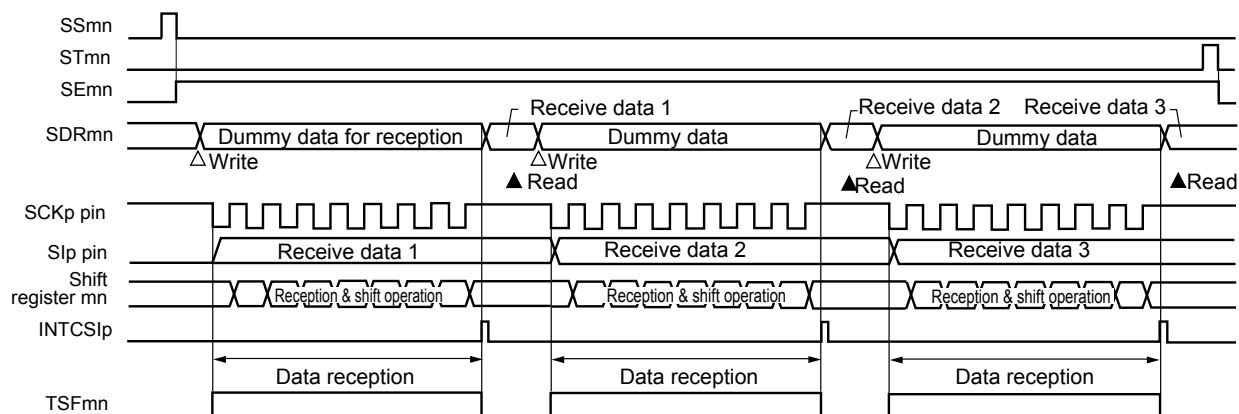 SSmn
STmn
SEmn
Receive data 1
Receive data 2 Receive data 3
SDRmn Dummy data for reception Dummy data Dummy data
△Write △Write △Write
▲ Read ▲Read ▲Read
SCKp pin
SIp pin Receive data 1 Receive data 2 Receive data 3
Shift
register mn Reception & shift operation Reception & shift operation Reception & shift operation
INTCSIp
Data reception Data reception Data reception
TSFmn